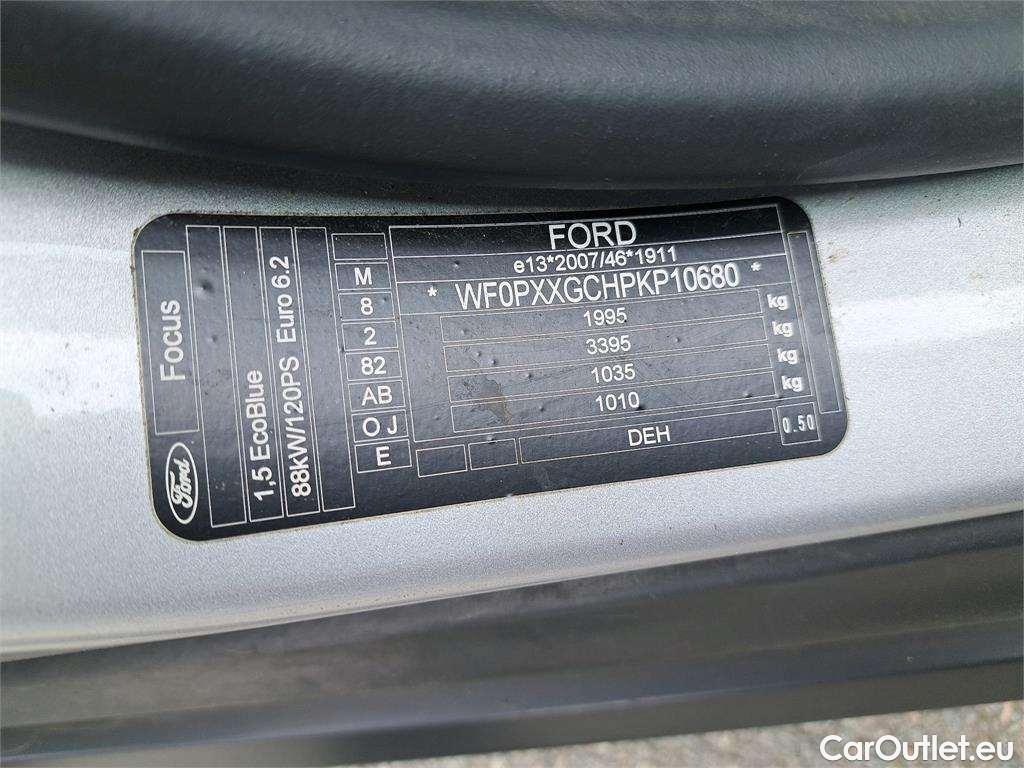 FORD
e13*2007/46*1911
* WF0PXXGCHPKP10680 *
1995 kg
3395 kg
1035 kg
1010 kg
DEH
0.50
M
8
2
82
AB
O J
E
Focus
1,5 EcoBlue
88kW/120PS Euro 6.2
Ford
CarOutlet.eu